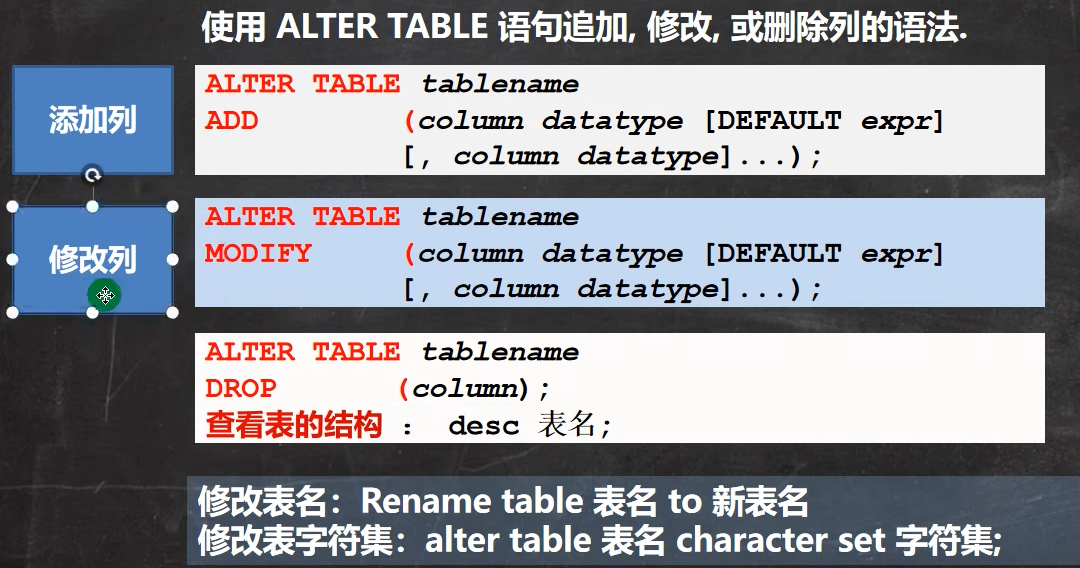 使用 ALTER TABLE 语句追加, 修改, 或删除列的语法.
添加列
ALTER TABLE tablename
ADD (column datatype [DEFAULT expr]
[, column datatype]...);
修改列
ALTER TABLE tablename
MODIFY (column datatype [DEFAULT expr]
[, column datatype]...);
ALTER TABLE tablename
DROP (column);
查看表的结构 : desc 表名;
修改表名：Rename table 表名 to 新表名
修改表字符集：alter table 表名 character set 字符集;